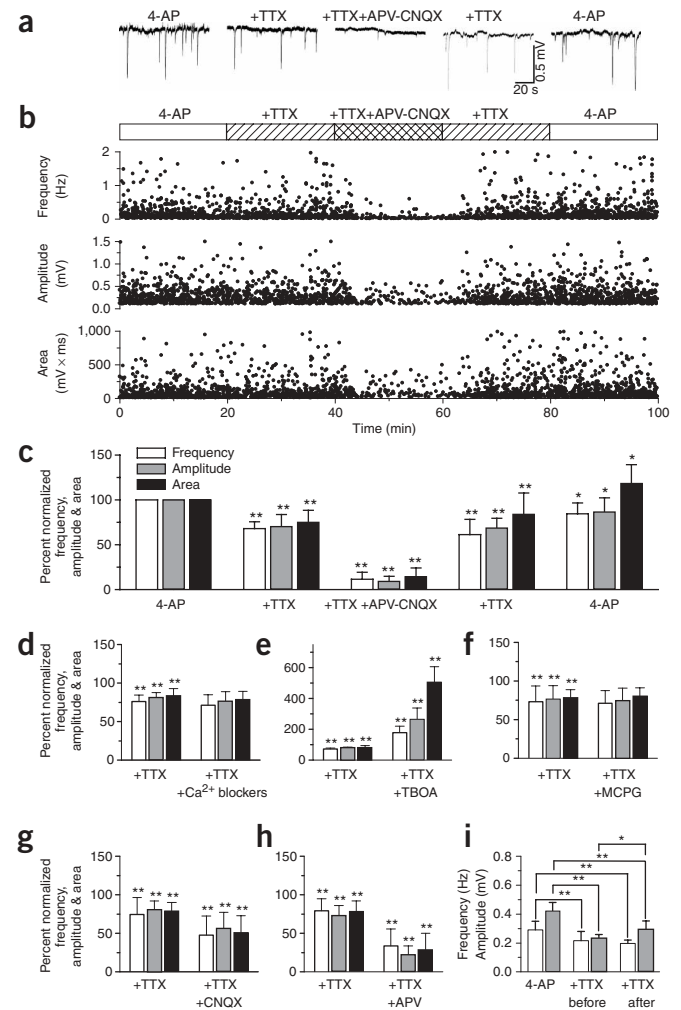 a
4-AP +TTX +TTX+APV-CNQX +TTX 4-AP
0.5 mV
20 s
b
4-AP +TTX +TTX+APV-CNQX +TTX 4-AP
Frequency
(Hz)
2
1
0
Amplitude
(mV)
1.5
1.0
0.5
0.0
Area
(mV × ms)
1,000
500
0
0 20 40 60 80 100
Time (min)
c
Percent normalized
frequency,
amplitude & area
150
100
50
0
Frequency
Amplitude
Area
** ** ** ** ** ** ** ** ** * * *
4-AP +TTX +TTX +APV-CNQX +TTX 4-AP
d
Percent normalized
frequency,
amplitude & area
150
100
50
0
** ** **
+TTX +TTX
+Ca2+ blockers
e
600
400
200
0
** ** ** ** ** **
+TTX +TTX
+TBOA
f
150
100
50
0
** ** **
+TTX +TTX
+MCPG
g
Percent normalized
frequency,
amplitude & area
150
100
50
0
** ** ** ** ** **
+TTX +TTX
+CNQX
h
150
100
50
0
** ** ** ** ** **
+TTX +TTX
+APV
i
Frequency (Hz)
Amplitude (mV)
0.8
0.6
0.4
0.2
0.0
*
**
**
**
**
4-AP +TTX +TTX
before after